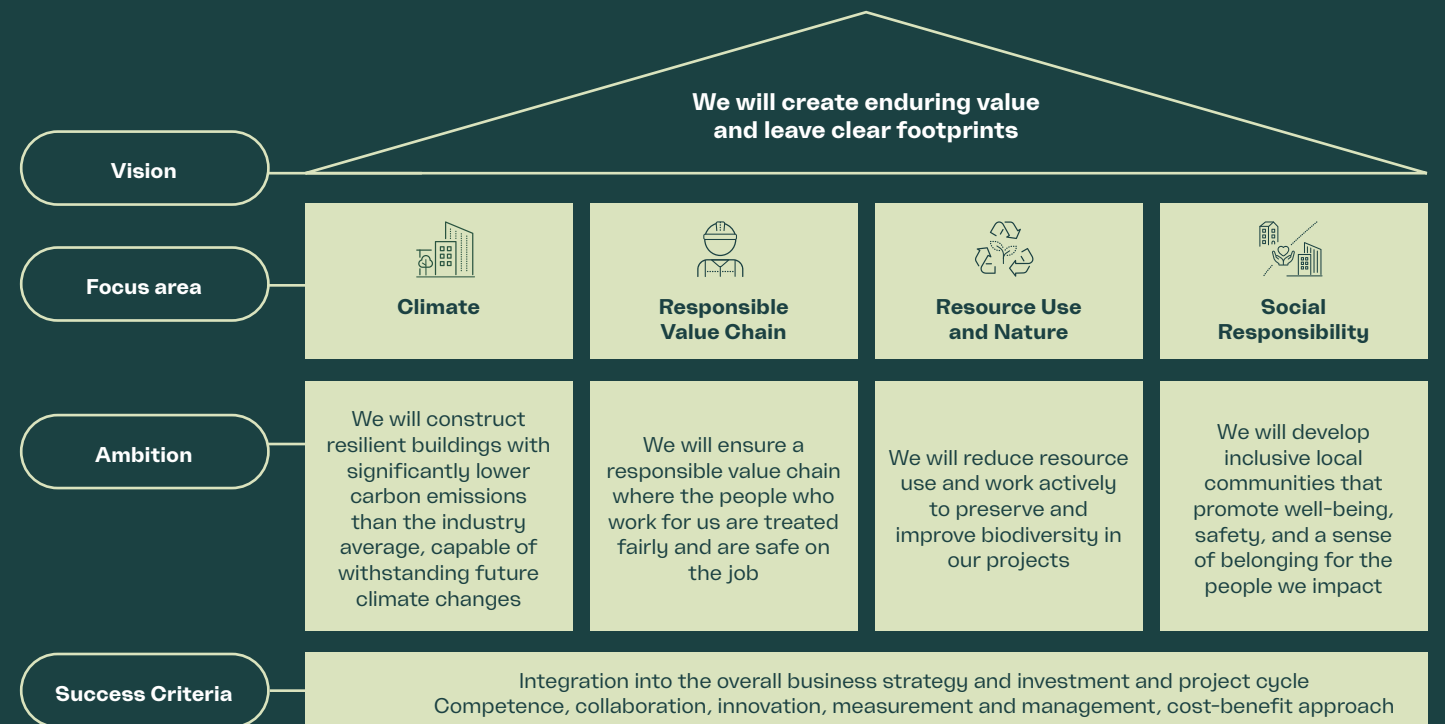 We will create enduring value
and leave clear footprints
Vision
Focus area
Climate
Responsible
Value Chain
Resource Use
and Nature
Social
Responsibility
Ambition
We will construct
resilient buildings with
significantly lower
carbon emissions
than the industry
average, capable of
withstanding future
climate changes
We will ensure a
responsible value chain
where the people who
work for us are treated
fairly and are safe on
the job
We will reduce resource
use and work actively
to preserve and
improve biodiversity in
our projects
We will develop
inclusive local
communities that
promote well-being,
safety, and a sense
of belonging for the
people we impact
Success Criteria
Integration into the overall business strategy and investment and project cycle
Competence, collaboration, innovation, measurement and management, cost-benefit approach